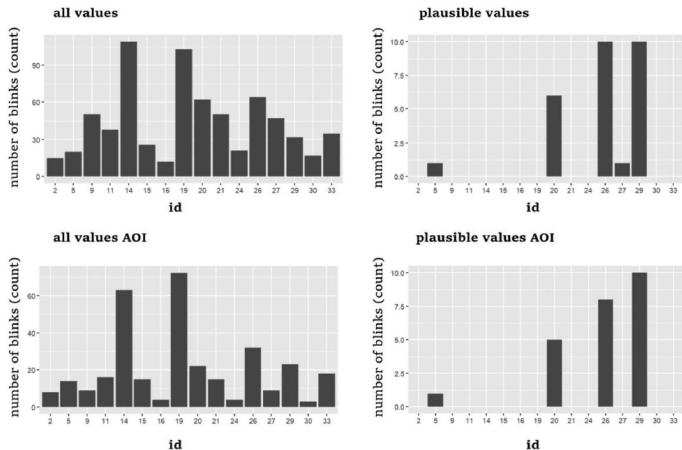 all values
number of blinks (count)
90
60
30
0
2 5 9 11 14 15 16 19 20 21 24 26 27 29 30 33
id
plausible values
number of blinks (count)
10.0
7.5
5.0
2.5
0.0
2 5 9 11 14 15 16 19 20 21 24 26 27 29 30 33
id
all values AOI
number of blinks (count)
60
40
20
0
2 5 9 11 14 15 16 19 20 21 24 26 27 29 30 33
id
plausible values AOI
number of blinks (count)
10.0
7.5
5.0
2.5
0.0
2 5 9 11 14 15 16 19 20 21 24 26 27 29 30 33
id